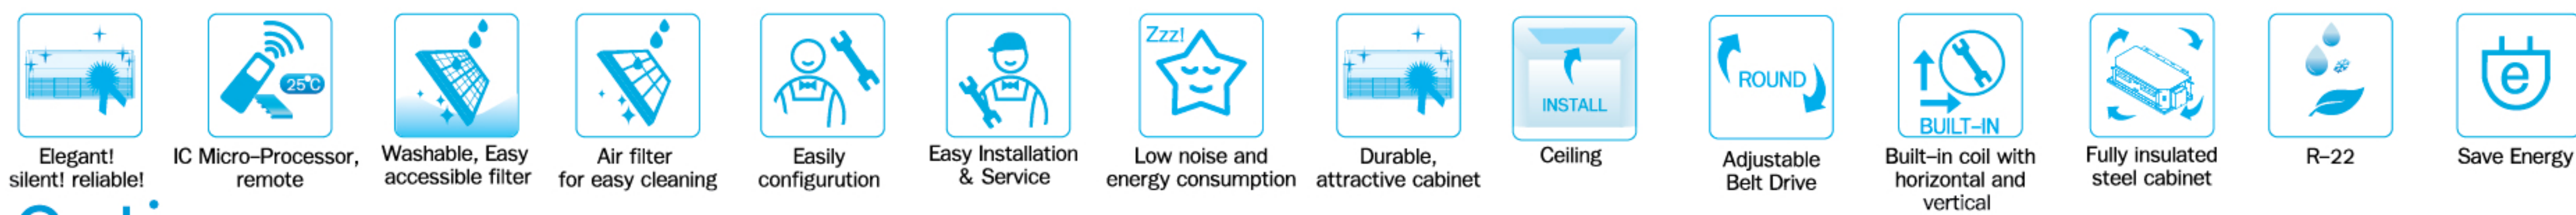 25°C
Zzz!
INSTALL
ROUND
BUILT-IN
e
Elegant!
silent! reliable!
IC Micro-Processor,
remote
Washable, Easy
accessible filter
Air filter
for easy cleaning
Easily
configurution
Easy Installation
& Service
Low noise and
energy consumption
Durable,
attractive cabinet
Ceiling
Adjustable
Belt Drive
Built-in coil with
horizontal and
vertical
Fully insulated
steel cabinet
R-22
Save Energy